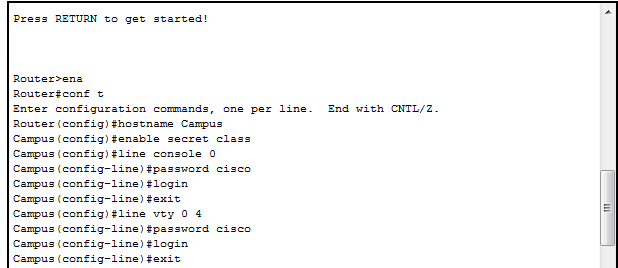 Press RETURN to get started!
Router>ena
Router#conf t
Enter configuration commands, one per line.  End with CNTL/Z.
Router(config)#hostname Campus
Campus(config)#enable secret class
Campus(config)#line console 0
Campus(config-line)#password cisco
Campus(config-line)#login
Campus(config-line)#exit
Campus(config)#line vty 0 4
Campus(config-line)#password cisco
Campus(config-line)#login
Campus(config-line)#exit